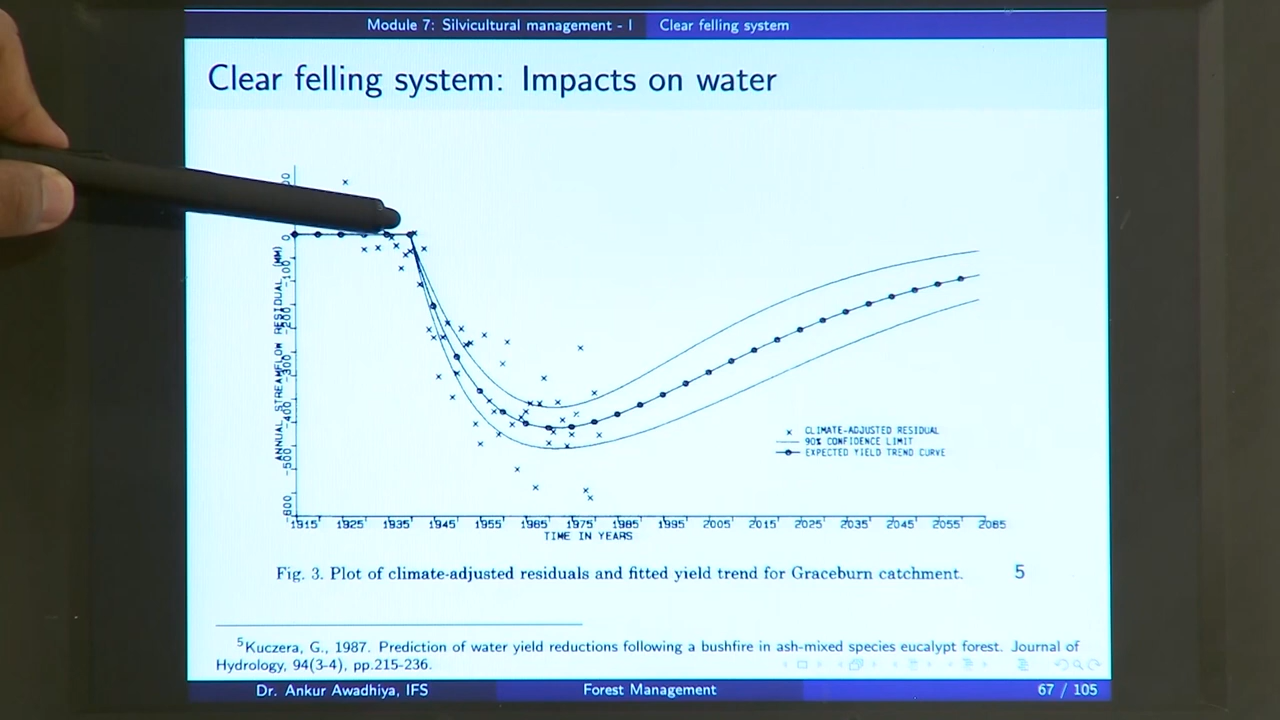 Module 7: Silvicultural management - I Clear felling system
Clear felling system: Impacts on water
0
-100
-200
-300
-400
-500
-600
ANNUAL STREAMFLOW RESIDUAL (MM)
× CLIMATE-ADJUSTED RESIDUAL
90% CONFIDENCE LIMIT
EXPECTED YIELD TREND CURVE
1915 1925 1935 1945 1955 1965 1975 1985 1995 2005 2015 2025 2035 2045 2055 2065
TIME IN YEARS
Fig. 3. Plot of climate-adjusted residuals and fitted yield trend for Graceburn catchment. 5
5Kuczera, G., 1987. Prediction of water yield reductions following a bushfire in ash-mixed species eucalypt forest. Journal of
Hydrology, 94(3-4), pp.215-236.
Dr. Ankur Awadhiya, IFS Forest Management 67 / 105